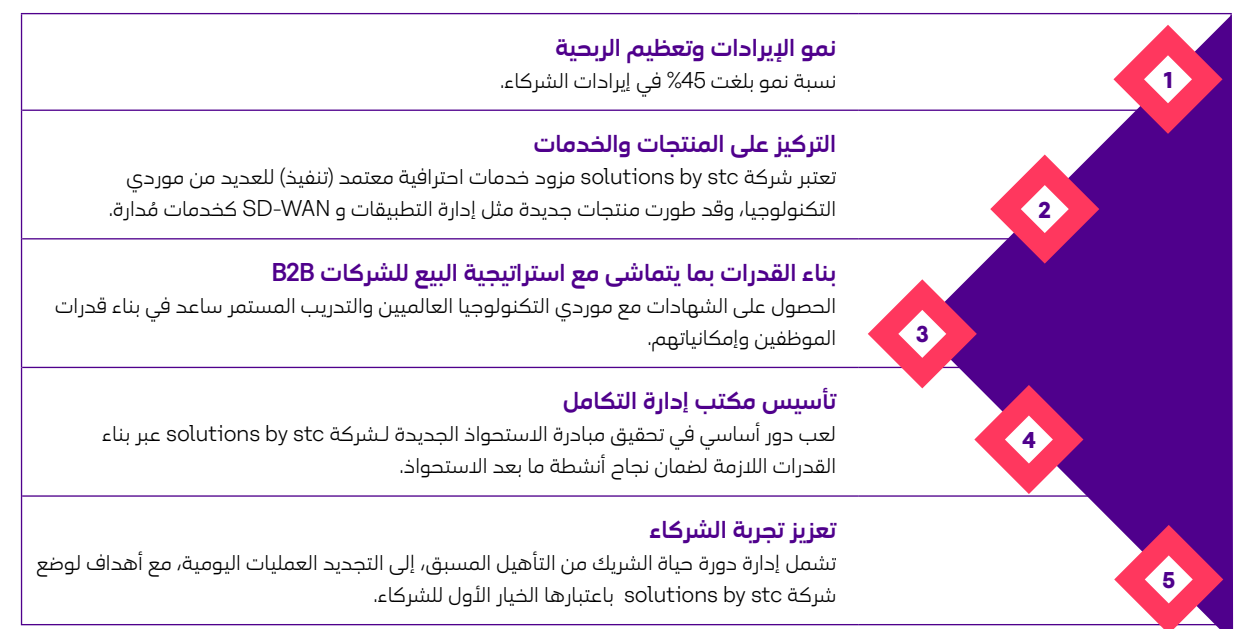 1
نمو الإيرادات وتعظيم الربحية
نسبة نمو بلغت 45% في إيرادات الشركاء.
2
التركيز على المنتجات والخدمات
تعتبر شركة solutions by stc مزود خدمات احترافية معتمد (تنفيذ) للعديد من موردي
التكنولوجيا، وقد طورت منتجات جديدة مثل إدارة التطبيقات و SD-WAN كخدمات مُدارة.
3
بناء القدرات بما يتماشى مع استراتيجية البيع للشركات B2B
الحصول على الشهادات مع موردي التكنولوجيا العالميين والتدريب المستمر ساعد في بناء قدرات
الموظفين وإمكانياتهم.
4
تأسيس مكتب إدارة التكامل
لعب دور أساسي في تحقيق مبادرة الاستحواذ الجديدة لـشركة solutions by stc عبر بناء
القدرات اللازمة لضمان نجاح أنشطة ما بعد الاستحواذ.
5
تعزيز تجربة الشركاء
تشمل إدارة دورة حياة الشريك من التأهيل المسبق، إلى التجديد العمليات اليومية، مع أهداف لوضع
شركة solutions by stc باعتبارها الخيار الأول للشركاء.